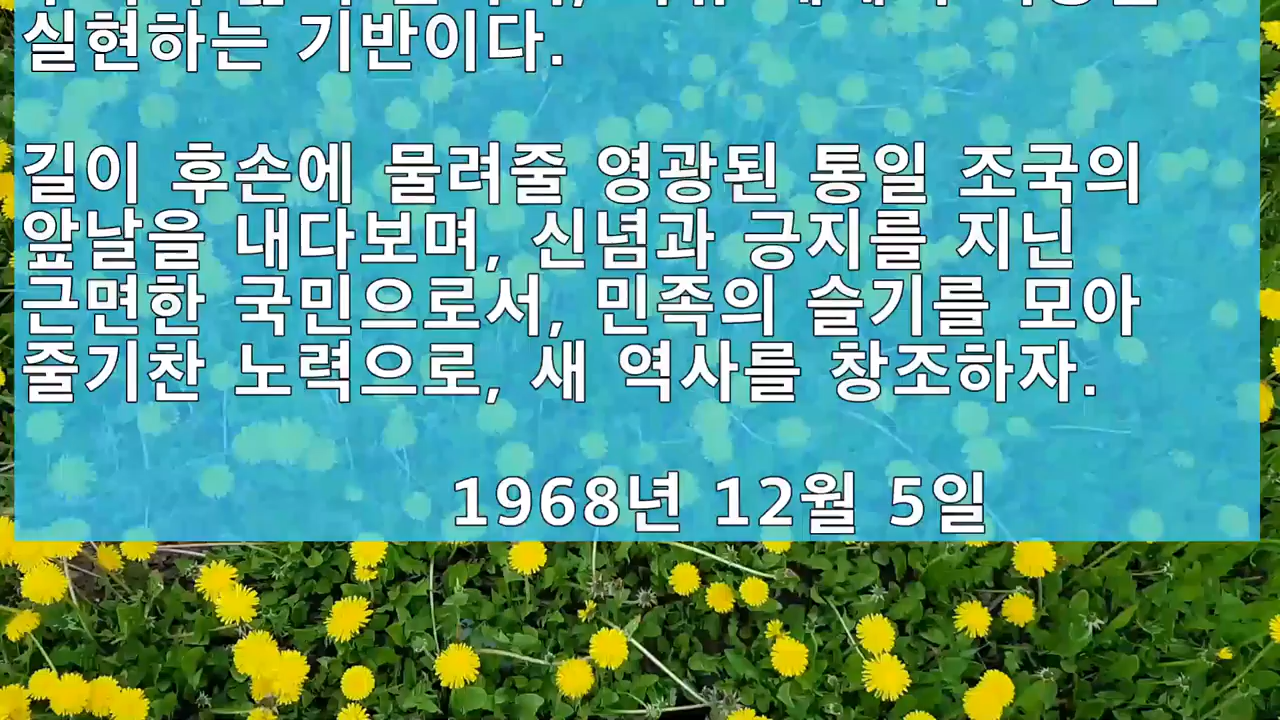 실현하는 기반이다.
길이 후손에 물려줄 영광된 통일 조국의
앞날을 내다보며, 신념과 긍지를 지닌
근면한 국민으로서, 민족의 슬기를 모아
줄기찬 노력으로, 새 역사를 창조하자.
1968년 12월 5일